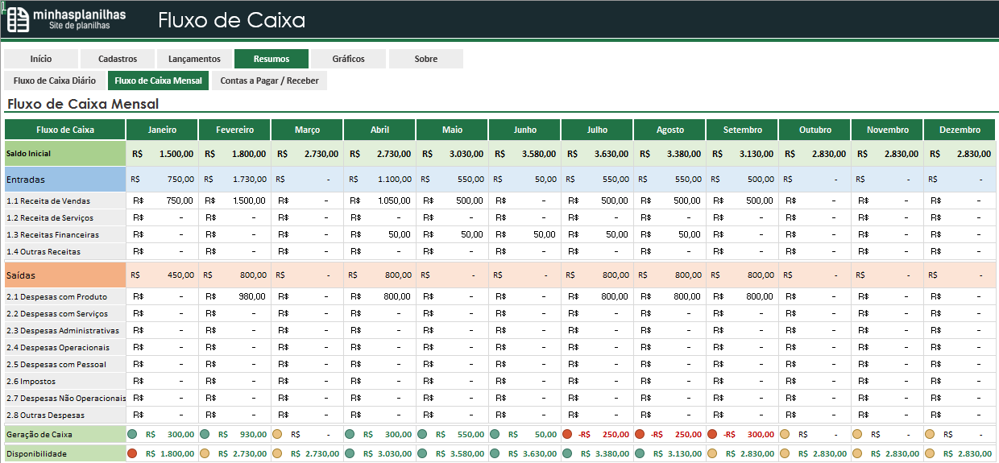 minhasplanilhas
Site de planilhas
Fluxo de Caixa
Início Cadastros Lançamentos Resumos Gráficos Sobre
Fluxo de Caixa Diário Fluxo de Caixa Mensal Contas a Pagar / Receber
Fluxo de Caixa Mensal
Fluxo de Caixa Janeiro Fevereiro Março Abril Maio Junho Julho Agosto Setembro Outubro Novembro Dezembro
Saldo Inicial R$ 1.500,00 R$ 1.800,00 R$ 2.730,00 R$ 2.730,00 R$ 3.030,00 R$ 3.580,00 R$ 3.630,00 R$ 3.380,00 R$ 3.130,00 R$ 2.830,00 R$ 2.830,00 R$ 2.830,00
Entradas R$ 750,00 R$ 1.730,00 R$ - R$ 1.100,00 R$ 550,00 R$ 50,00 R$ 550,00 R$ 550,00 R$ 500,00 R$ - R$ - R$ -
1.1 Receita de Vendas R$ 750,00 R$ 1.500,00 R$ - R$ 1.050,00 R$ 500,00 R$ - R$ 500,00 R$ 500,00 R$ 500,00 R$ - R$ - R$ -
1.2 Receita de Serviços R$ - R$ - R$ - R$ - R$ - R$ - R$ - R$ - R$ - R$ - R$ - R$ -
1.3 Receitas Financeiras R$ - R$ - R$ - R$ 50,00 R$ 50,00 R$ 50,00 R$ 50,00 R$ 50,00 R$ - R$ - R$ - R$ -
1.4 Outras Receitas R$ - R$ - R$ - R$ - R$ - R$ - R$ - R$ - R$ - R$ - R$ - R$ -
Saídas R$ 450,00 R$ 800,00 R$ - R$ 800,00 R$ - R$ - R$ 800,00 R$ 800,00 R$ 800,00 R$ - R$ - R$ -
2.1 Despesas com Produto R$ - R$ 980,00 R$ - R$ 800,00 R$ - R$ - R$ 800,00 R$ 800,00 R$ 800,00 R$ - R$ - R$ -
2.2 Despesas com Serviços R$ - R$ - R$ - R$ - R$ - R$ - R$ - R$ - R$ - R$ - R$ - R$ -
2.3 Despesas Administrativas R$ - R$ - R$ - R$ - R$ - R$ - R$ - R$ - R$ - R$ - R$ - R$ -
2.4 Despesas Operacionais R$ - R$ - R$ - R$ - R$ - R$ - R$ - R$ - R$ - R$ - R$ - R$ -
2.5 Despesas com Pessoal R$ - R$ - R$ - R$ - R$ - R$ - R$ - R$ - R$ - R$ - R$ - R$ -
2.6 Impostos R$ - R$ - R$ - R$ - R$ - R$ - R$ - R$ - R$ - R$ - R$ - R$ -
2.7 Despesas Não Operacionais R$ - R$ - R$ - R$ - R$ - R$ - R$ - R$ - R$ - R$ - R$ - R$ -
2.8 Outras Despesas R$ - R$ - R$ - R$ - R$ - R$ - R$ - R$ - R$ - R$ - R$ - R$ -
Geração de Caixa R$ 300,00 R$ 930,00 R$ - R$ 300,00 R$ 550,00 R$ 50,00 -R$ 250,00 -R$ 250,00 -R$ 300,00 R$ - R$ - R$ -
Disponibilidade R$ 1.800,00 R$ 2.730,00 R$ 2.730,00 R$ 3.030,00 R$ 3.580,00 R$ 3.630,00 R$ 3.380,00 R$ 3.130,00 R$ 2.830,00 R$ 2.830,00 R$ 2.830,00 R$ 2.830,00